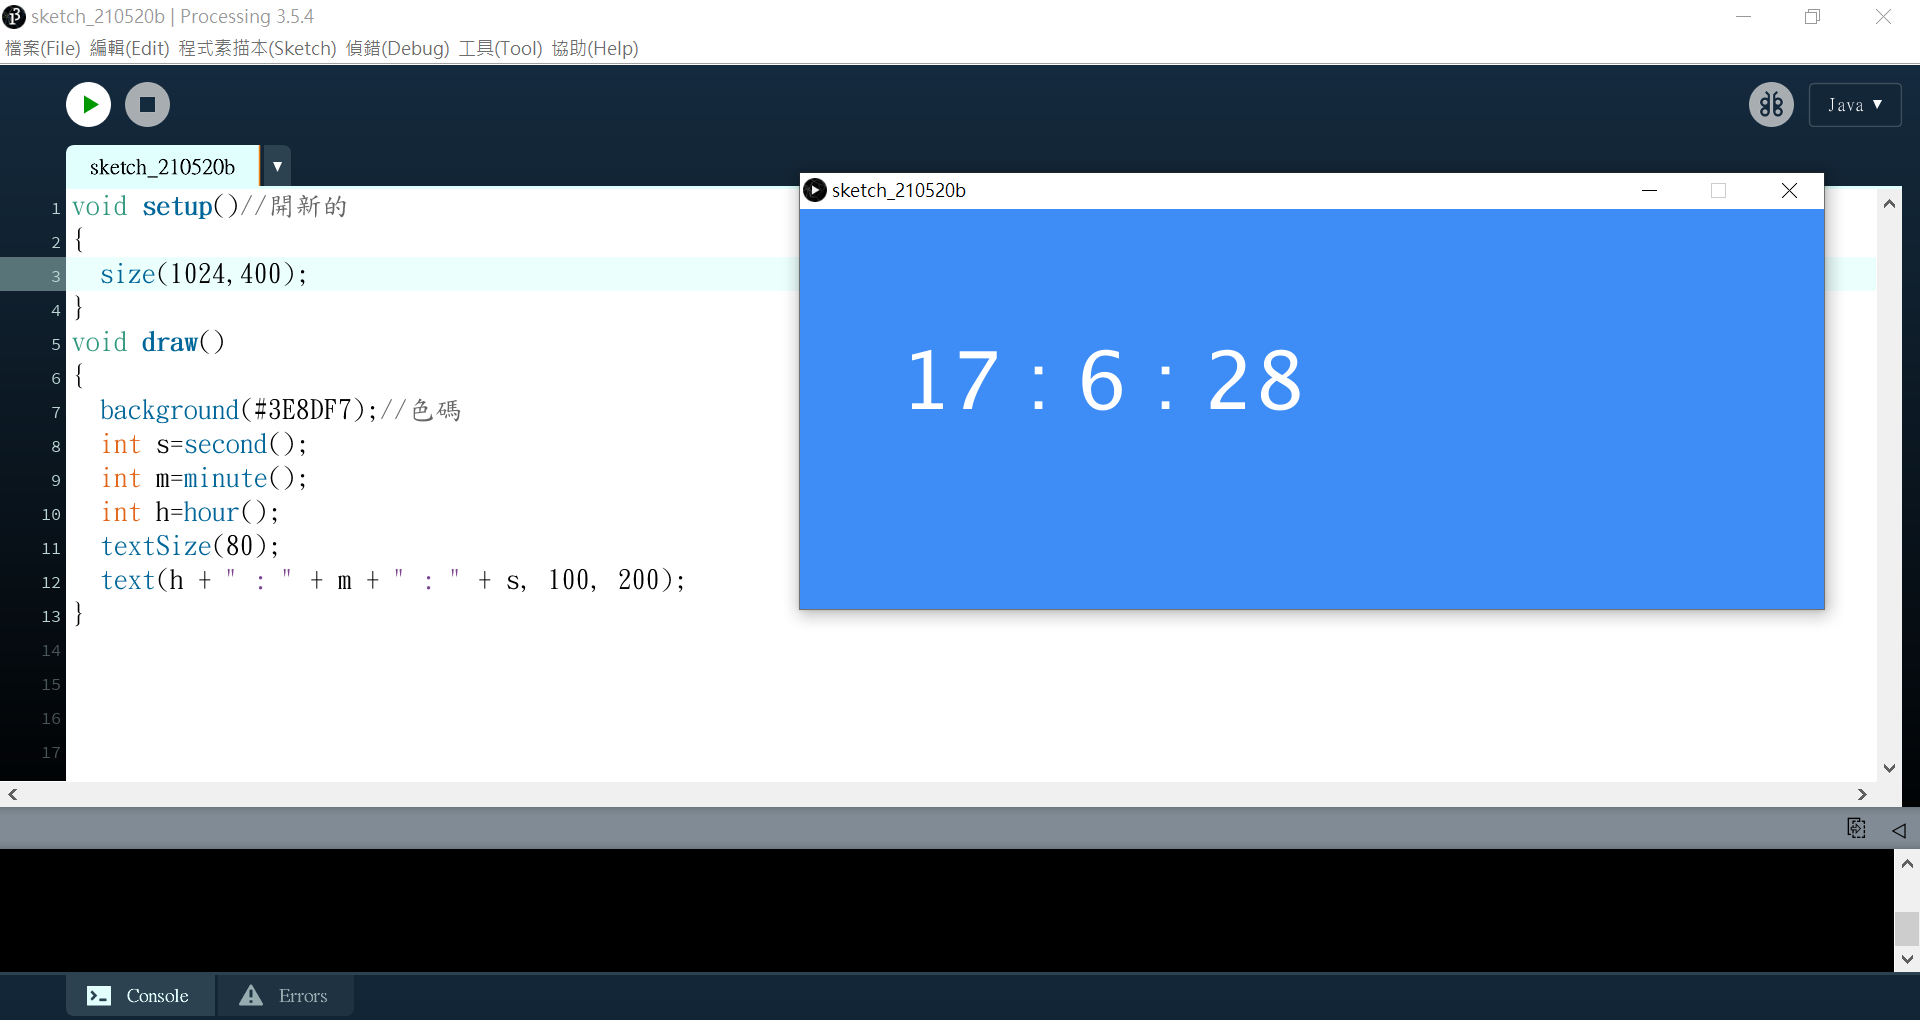 sketch_210520b | Processing 3.5.4
檔案(File) 編輯(Edit) 程式素描本(Sketch) 偵錯(Debug) 工具(Tool) 協助(Help)
Java ▼
sketch_210520b ▼
1 void setup()//開新的
2 {
3   size(1024,400);
4 }
5 void draw()
6 {
7   background(#3E8DF7);//色碼
8   int s=second();
9   int m=minute();
10   int h=hour();
11   textSize(80);
12   text(h + " : " + m + " : " + s, 100, 200);
13 }
14
15
16
17
sketch_210520b
17 : 6 : 28
Console Errors